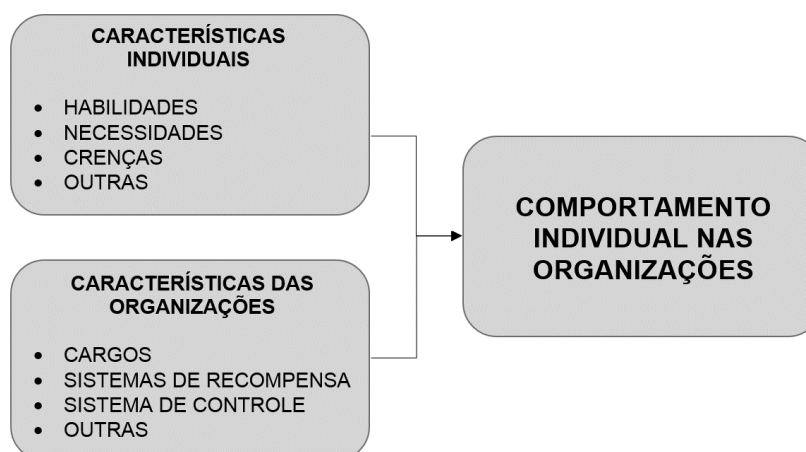 CARACTERÍSTICAS
INDIVIDUAIS
• HABILIDADES
• NECESSIDADES
• CRENÇAS
• OUTRAS
CARACTERÍSTICAS DAS
ORGANIZAÇÕES
• CARGOS
• SISTEMAS DE RECOMPENSA
• SISTEMA DE CONTROLE
• OUTRAS
COMPORTAMENTO
INDIVIDUAL NAS
ORGANIZAÇÕES